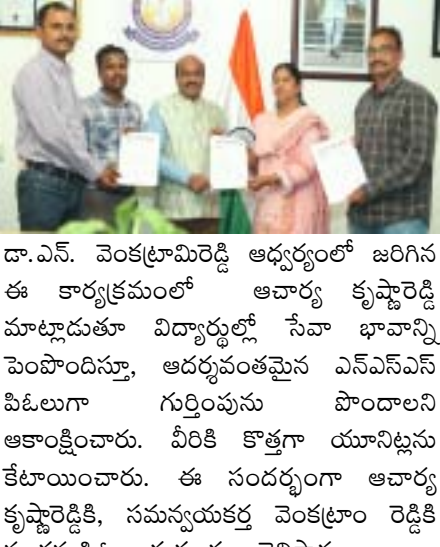 డా.ఎన్. వెంకట్రామిరెడ్డి ఆధ్వర్యంలో జరిగిన
ఈ కార్యక్రమంలో ఆచార్య కృష్ణారెడ్డి
మాట్లాడుతూ విద్యార్థుల్లో సేవా భావాన్ని
పెంపొందిస్తూ, ఆదర్శవంతమైన ఎన్ఎస్ఎస్
పిఓలుగా గుర్తింపును పొందాలని
ఆకాంక్షించారు. వీరికి కొత్తగా యూనిట్లను
కేటాయించారు. ఈ సందర్భంగా ఆచార్య
కృష్ణారెడ్డికి, సమన్వయకర్త వెంకట్రాం రెడ్డికి